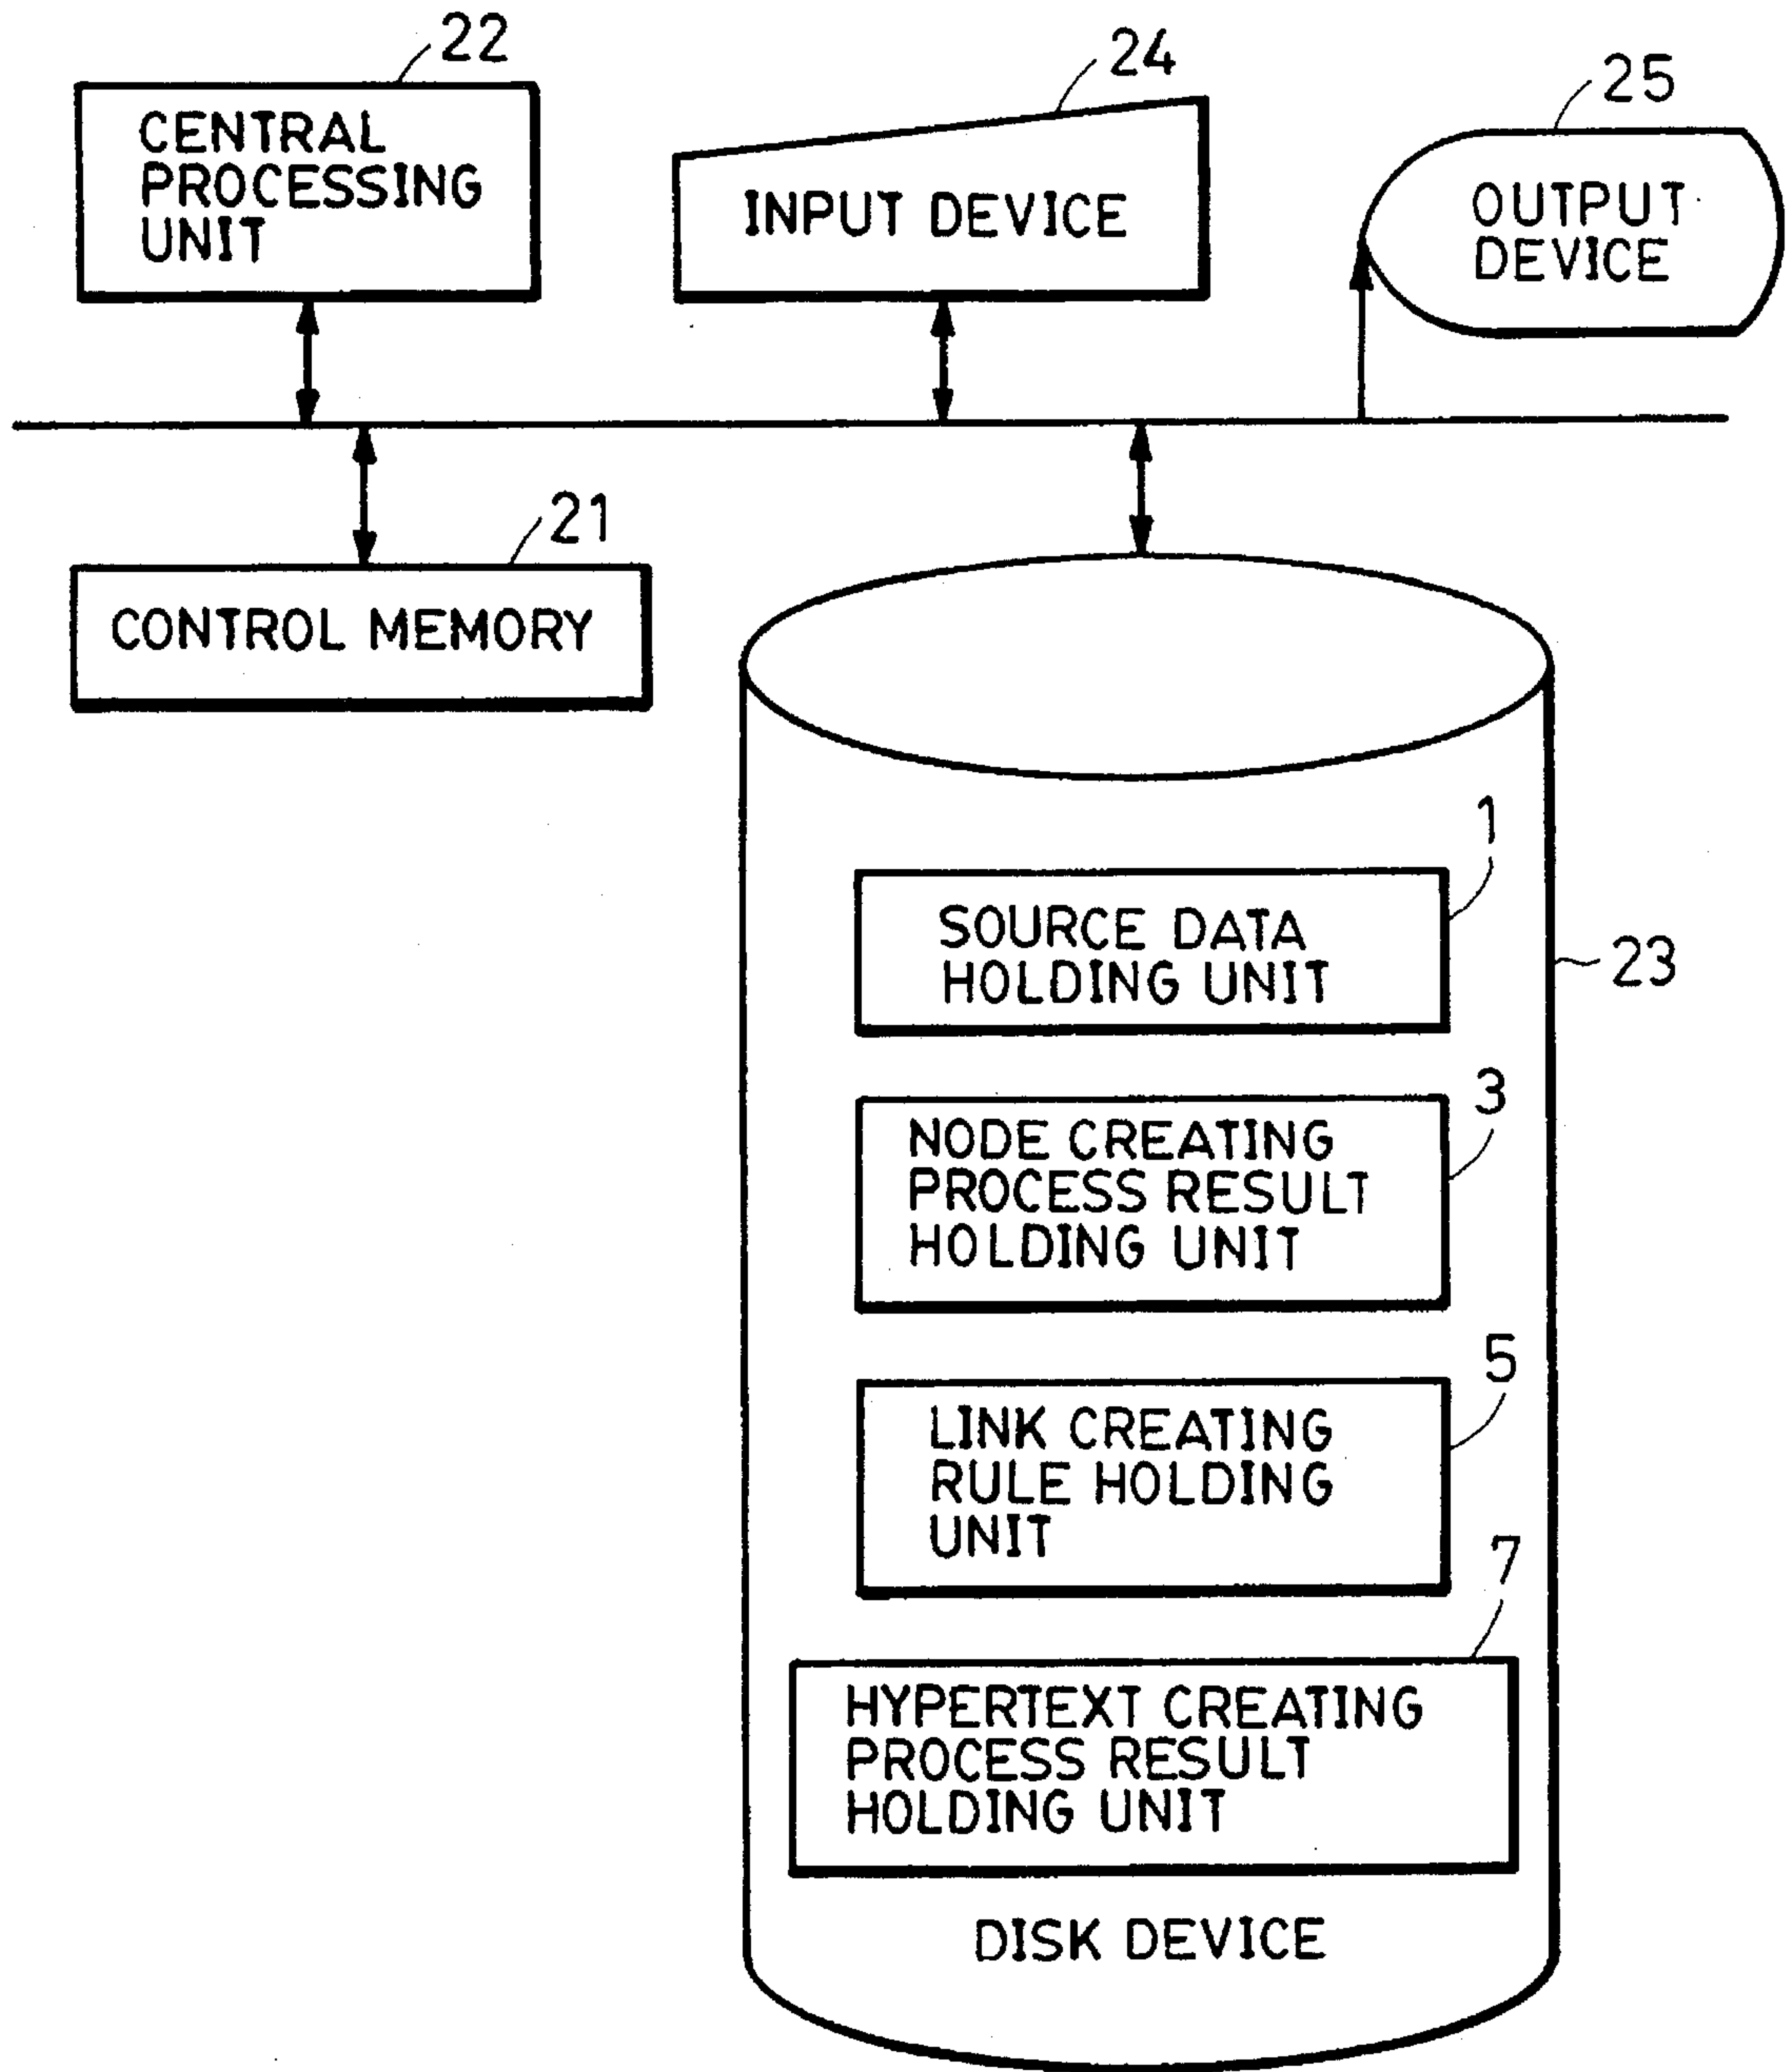 22
CENTRAL
PROCESSING
UNIT
24
INPUT DEVICE
25
OUTPUT
DEVICE
21
CONTROL MEMORY
1
SOURCE DATA
HOLDING UNIT
23
3
NODE CREATING
PROCESS RESULT
HOLDING UNIT
5
LINK CREATING
RULE HOLDING
UNIT
7
HYPERTEXT CREATING
PROCESS RESULT
HOLDING UNIT
DISK DEVICE